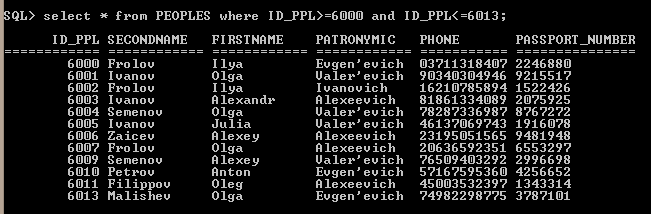 SQL> select * from PEOPLES where ID_PPL>=6000 and ID_PPL<=6013;
ID_PPL SECONDNAME FIRSTNAME PATRONYMIC PHONE PASSPORT_NUMBER
============ ============ ============ ============ =========== ===============
6000 Frolov Ilya Evgen'evich 03711318407 2246880
6001 Ivanov Olga Valer'evich 90340304946 9215517
6002 Frolov Ilya Ivanovich 16210785894 1522426
6003 Ivanov Alexandr Alexeevich 81861334089 2075925
6004 Semenov Olga Valer'evich 78287336987 8767272
6005 Ivanov Julia Valer'evich 46137069743 1916078
6006 Zaicev Alexey Alexeevich 23195051565 9481948
6007 Frolov Olga Alexeevich 20636592351 6553297
6009 Semenov Alexey Valer'evich 76509403292 2996698
6010 Petrov Anton Evgen'evich 57167595360 4256652
6011 Filippov Oleg Alexeevich 45003532397 1343314
6013 Malishev Olga Evgen'evich 74982298775 3787101